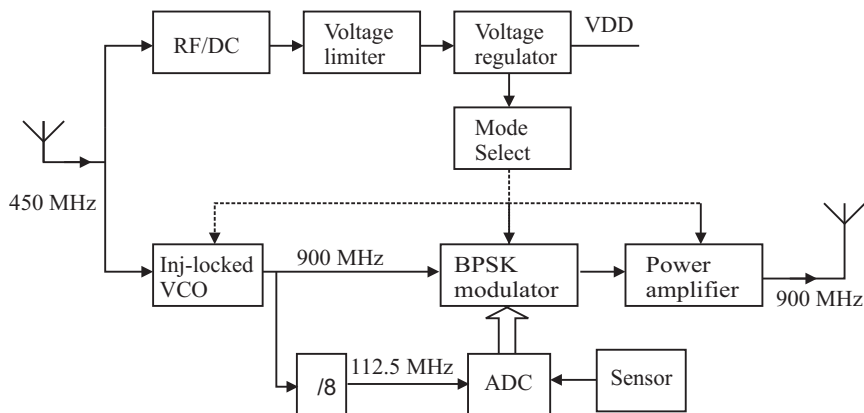 RF/DC
Voltage
limiter
Voltage
regulator
VDD
Mode
Select
450 MHz
Inj-locked
VCO
900 MHz
BPSK
modulator
Power
amplifier
900 MHz
/8
112.5 MHz
ADC
Sensor